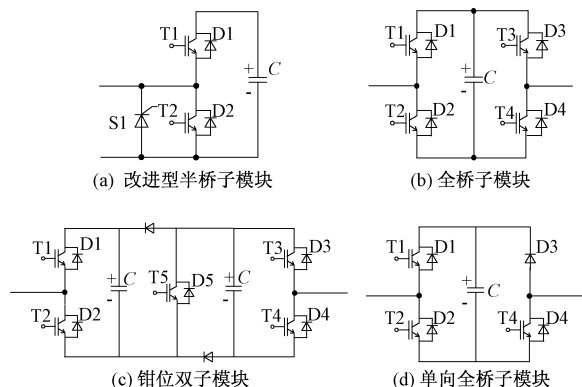 T1 D1
+ C
-
S1 T2 D2
(a) 改进型半桥子模块
T1 D1 T3 D3
+ C
-
T2 D2 T4 D4
(b) 全桥子模块
T1 D1 T3 D3
+ C T5 D5 + C
- -
T2 D2 T4 D4
(c) 钳位双子模块
T1 D1 D3
+ C
-
T2 D2 T4 D4
(d) 单向全桥子模块